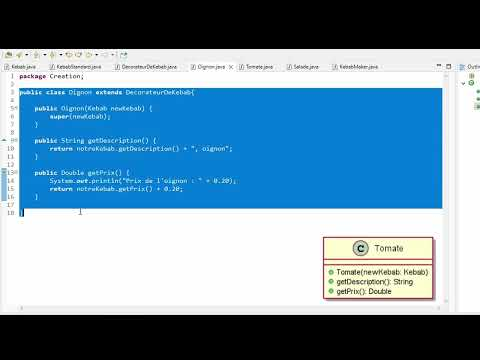 Kebab.java KebabStandard.java DecorateurDeKebab.java Oignon.java Tomate.java Salade.java KebabMaker.java Outlin
1 package Creation;
2
3 public class Oignon extends DecorateurDeKebab{
4
5 public Oignon(Kebab newKebab) {
6 super(newKebab);
7 }
8
9 public String getDescription() {
10 return notreKebab.getDescription() + ", oignon";
11 }
12
13 public Double getPrix() {
14 System.out.println("Prix de l'oignon : " + 0.20);
15 return notreKebab.getPrix() + 0.20;
16 }
17
18 }
C Tomate
Tomate(newKebab: Kebab)
getDescription(): String
getPrix(): Double